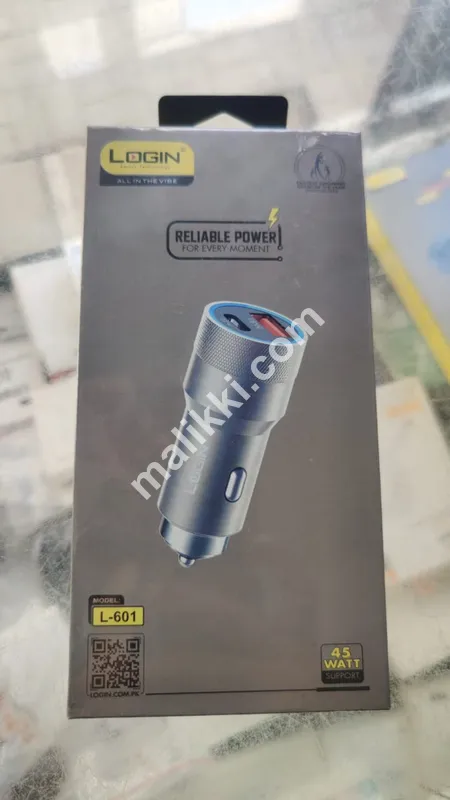 LOGIN
ALL IN THE VIBE
RELIABLE POWER
FOR EVERY MOMENT
LOGIN
malikki.com
MODEL:
L-601
LOGIN.COM.PK
45
WATT
SUPPORT